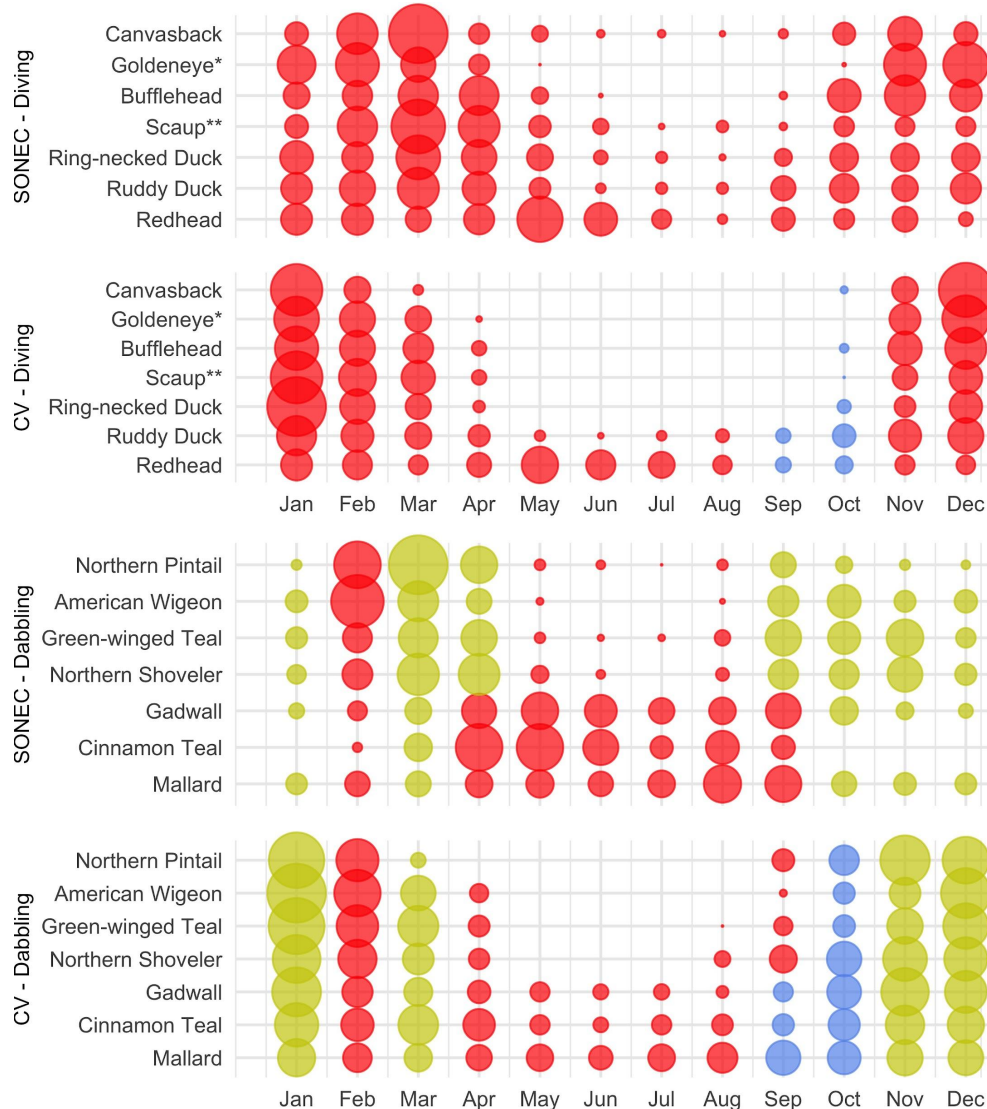 SONEC - Diving
Canvasback
Goldeneye*
Bufflehead
Scaup**
Ring-necked Duck
Ruddy Duck
Redhead
CV - Diving
Canvasback
Goldeneye*
Bufflehead
Scaup**
Ring-necked Duck
Ruddy Duck
Redhead
Jan Feb Mar Apr May Jun Jul Aug Sep Oct Nov Dec
SONEC - Dabbling
Northern Pintail
American Wigeon
Green-winged Teal
Northern Shoveler
Gadwall
Cinnamon Teal
Mallard
CV - Dabbling
Northern Pintail
American Wigeon
Green-winged Teal
Northern Shoveler
Gadwall
Cinnamon Teal
Mallard
Jan Feb Mar Apr May Jun Jul Aug Sep Oct Nov Dec